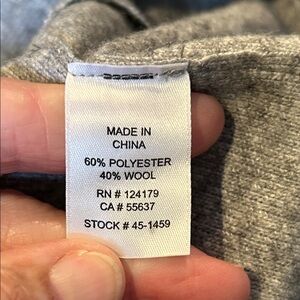 MADE IN
CHINA
60% POLYESTER
40% WOOL
RN # 124179
CA # 55637
STOCK # 45-1459